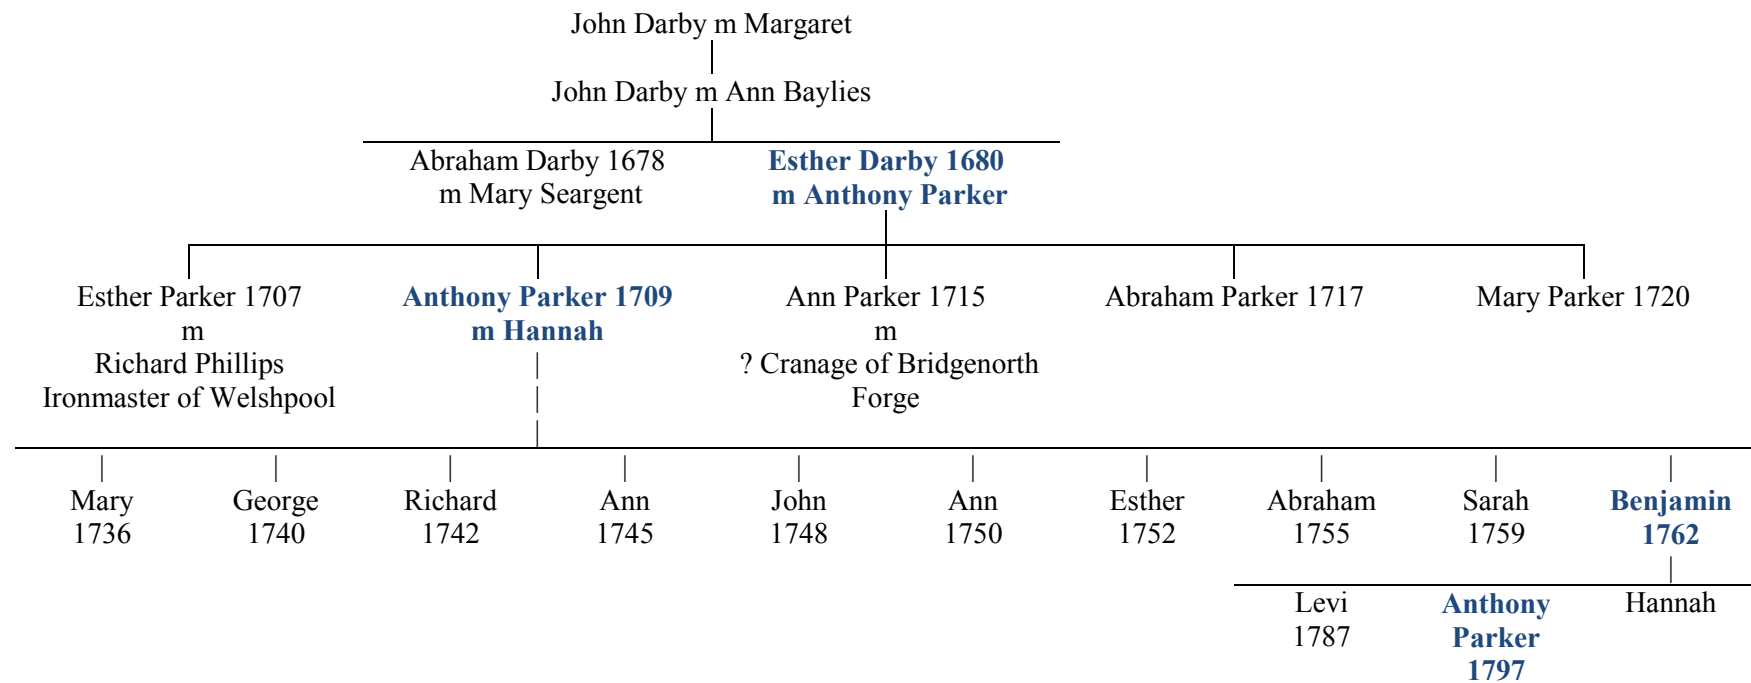 John Darby m Margaret
John Darby m Ann Baylies
Abraham Darby 1678
m Mary Seargent
Esther Darby 1680
m Anthony Parker
Esther Parker 1707
m
Richard Phillips
Ironmaster of Welshpool
Anthony Parker 1709
m Hannah
Ann Parker 1715
m
? Cranage of Bridgenorth
Forge
Abraham Parker 1717
Mary Parker 1720
Mary
1736
George
1740
Richard
1742
Ann
1745
John
1748
Ann
1750
Esther
1752
Abraham
1755
Sarah
1759
Benjamin
1762
Levi
1787
Anthony
Parker
1797
Hannah